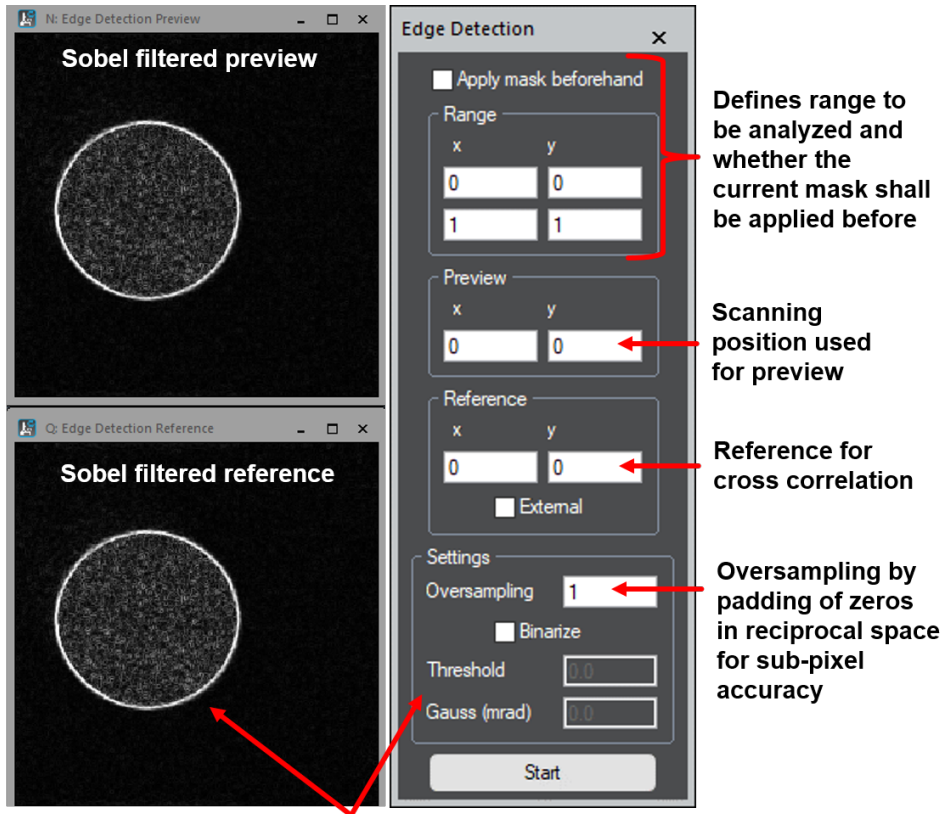 N: Edge Detection Preview
Sobel filtered preview
Q: Edge Detection Reference
Sobel filtered reference
Edge Detection
Apply mask beforehand
Range
x y
0 0
1 1
Preview
x y
0 0
Reference
x y
0 0
External
Settings
Oversampling 1
Binarize
Threshold 0.0
Gauss (mrad) 0.0
Start
Defines range to
be analyzed and
whether the
current mask shall
be applied before
Scanning
position used
for preview
Reference for
cross correlation
Oversampling by
padding of zeros
in reciprocal space
for sub-pixel
accuracy